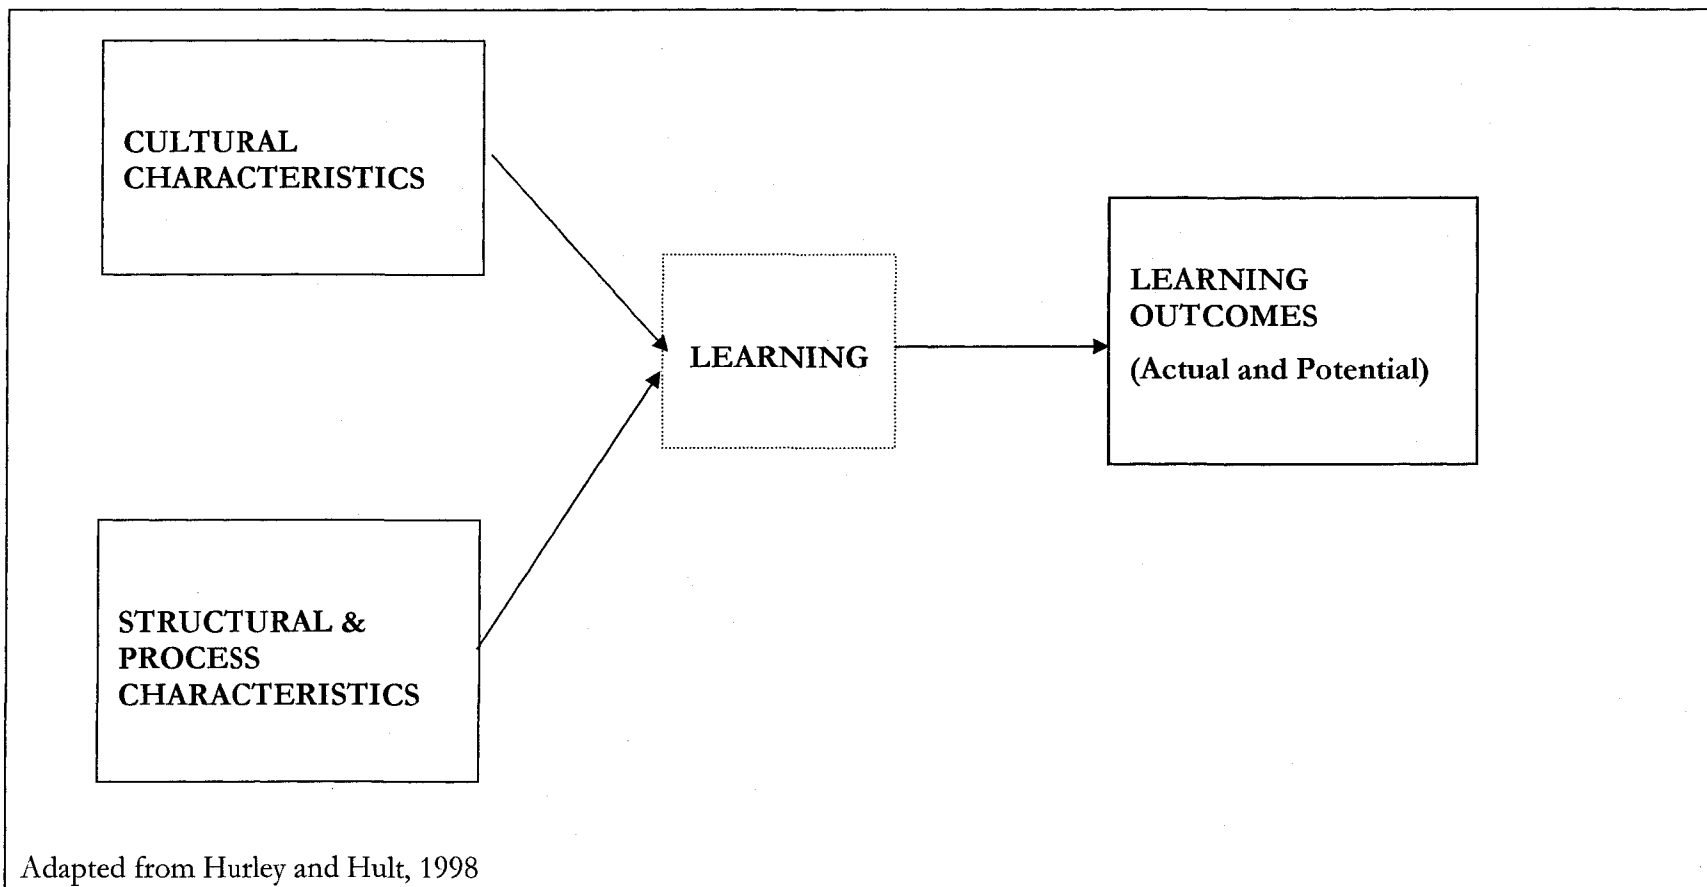 CULTURAL
CHARACTERISTICS
LEARNING
LEARNING
OUTCOMES
(Actual and Potential)
STRUCTURAL &
PROCESS
CHARACTERISTICS
Adapted from Hurley and Hult, 1998